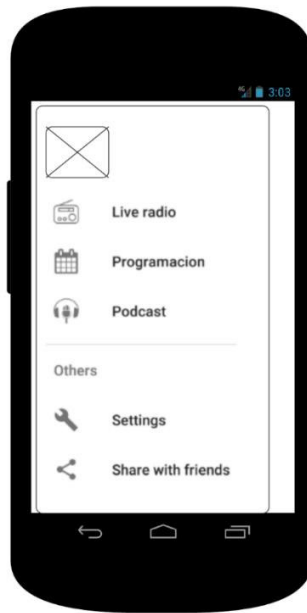 3:03
Live radio
Programacion
Podcast
Others
Settings
Share with friends